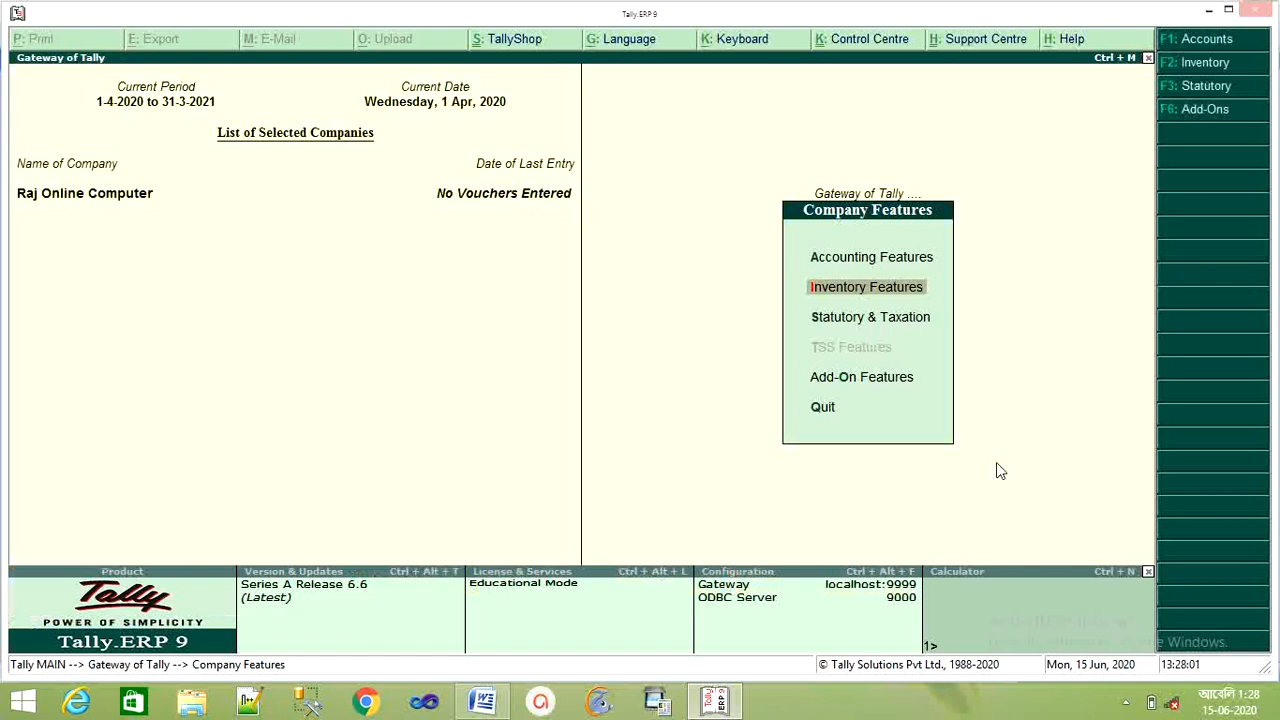 Tally.ERP 9
P: Print
E: Export
M: E-Mail
O: Upload
S: TallyShop
G: Language
K: Keyboard
K: Control Centre
H: Support Centre
H: Help
F1: Accounts
F2: Inventory
F3: Statutory
F6: Add-Ons
Gateway of Tally
Ctrl + M
Current Period
1-4-2020 to 31-3-2021
Current Date
Wednesday, 1 Apr, 2020
List of Selected Companies
Name of Company
Date of Last Entry
Raj Online Computer
No Vouchers Entered
Gateway of Tally ....
Company Features
Accounting Features
Inventory Features
Statutory & Taxation
TSS Features
Add-On Features
Quit
Product
Tally
POWER OF SIMPLICITY
Tally.ERP 9
Version & Updates Ctrl + Alt + T
Series A Release 6.6
(Latest)
License & Services Ctrl + Alt + L
Educational Mode
Configuration Ctrl + Alt + F
Gateway localhost:9999
ODBC Server 9000
Calculator Ctrl + N
1>
Windows.
Tally MAIN --> Gateway of Tally --> Company Features
© Tally Solutions Pvt Ltd., 1988-2020
Mon, 15 Jun, 2020
13:28:01
আবেলি 1:28
15-06-2020